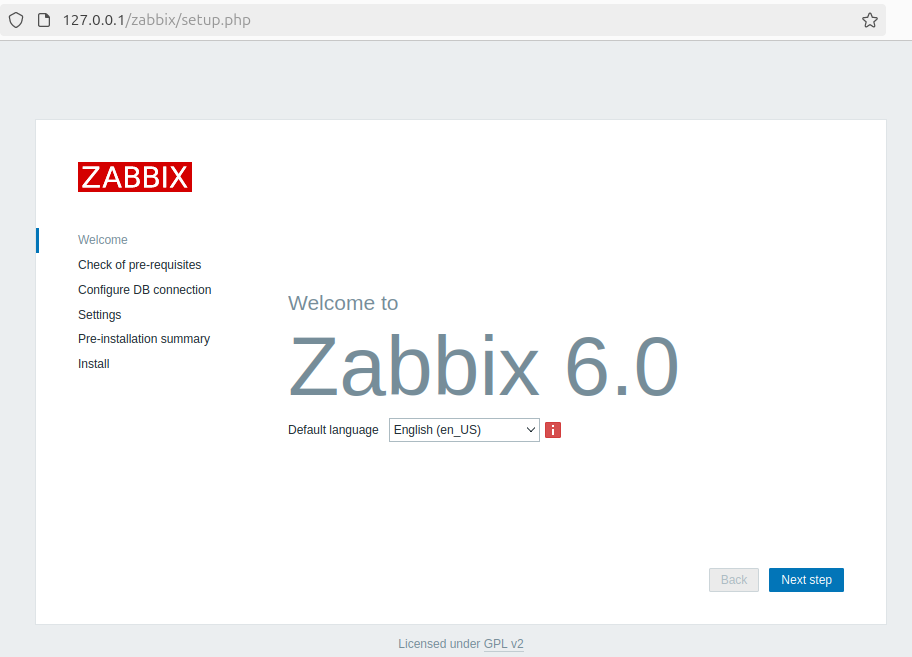 127.0.0.1/zabbix/setup.php
ZABBIX
Welcome
Check of pre-requisites
Configure DB connection
Settings
Pre-installation summary
Install
Welcome to
Zabbix 6.0
Default language English (en_US) i
Back Next step
Licensed under GPL v2